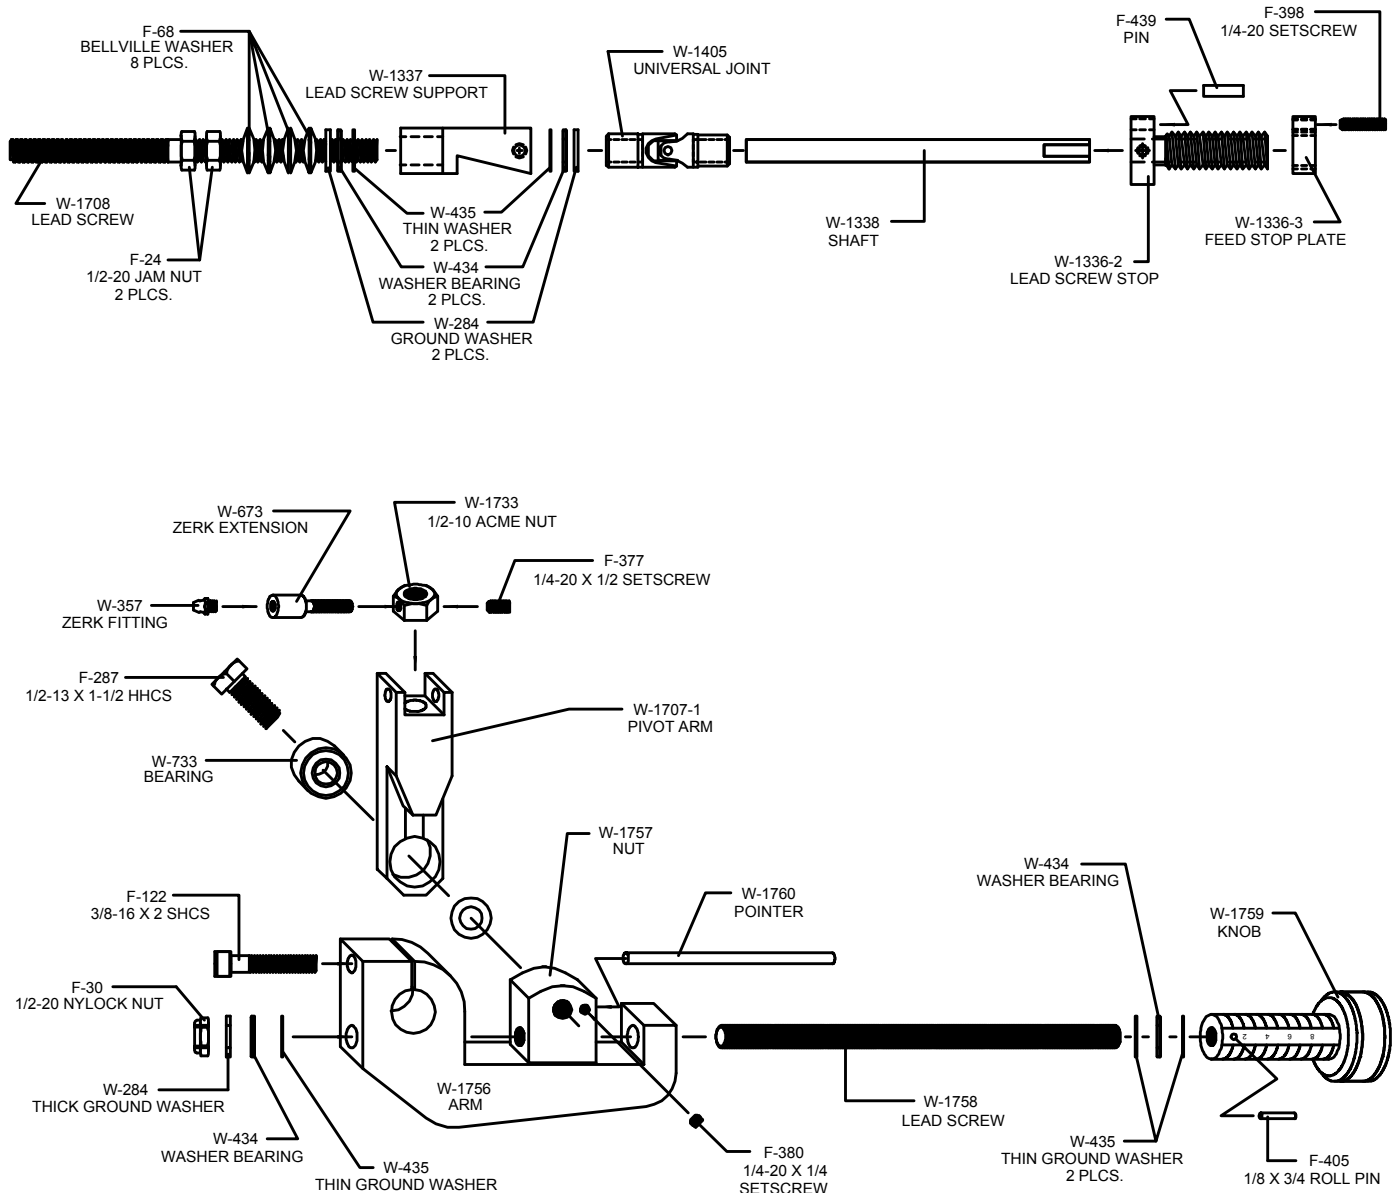 F-68
BELLVILLE WASHER
8 PLCS.
W-1337
LEAD SCREW SUPPORT
W-1405
UNIVERSAL JOINT
F-439
PIN
F-398
1/4-20 SETSCREW
W-1708
LEAD SCREW
F-24
1/2-20 JAM NUT
2 PLCS.
W-435
THIN WASHER
2 PLCS.
W-434
WASHER BEARING
2 PLCS.
W-284
GROUND WASHER
2 PLCS.
W-1338
SHAFT
W-1336-2
LEAD SCREW STOP
W-1336-3
FEED STOP PLATE
W-673
ZERK EXTENSION
W-1733
1/2-10 ACME NUT
F-377
1/4-20 X 1/2 SETSCREW
W-357
ZERK FITTING
F-287
1/2-13 X 1-1/2 HHCS
W-1707-1
PIVOT ARM
W-733
BEARING
W-1757
NUT
F-122
3/8-16 X 2 SHCS
W-1760
POINTER
W-434
WASHER BEARING
W-1759
KNOB
F-30
1/2-20 NYLOCK NUT
2 4 6 8
W-284
THICK GROUND WASHER
W-1756
ARM
W-1758
LEAD SCREW
W-434
WASHER BEARING
W-435
THIN GROUND WASHER
F-380
1/4-20 X 1/4
SETSCREW
W-435
THIN GROUND WASHER
2 PLCS.
F-405
1/8 X 3/4 ROLL PIN